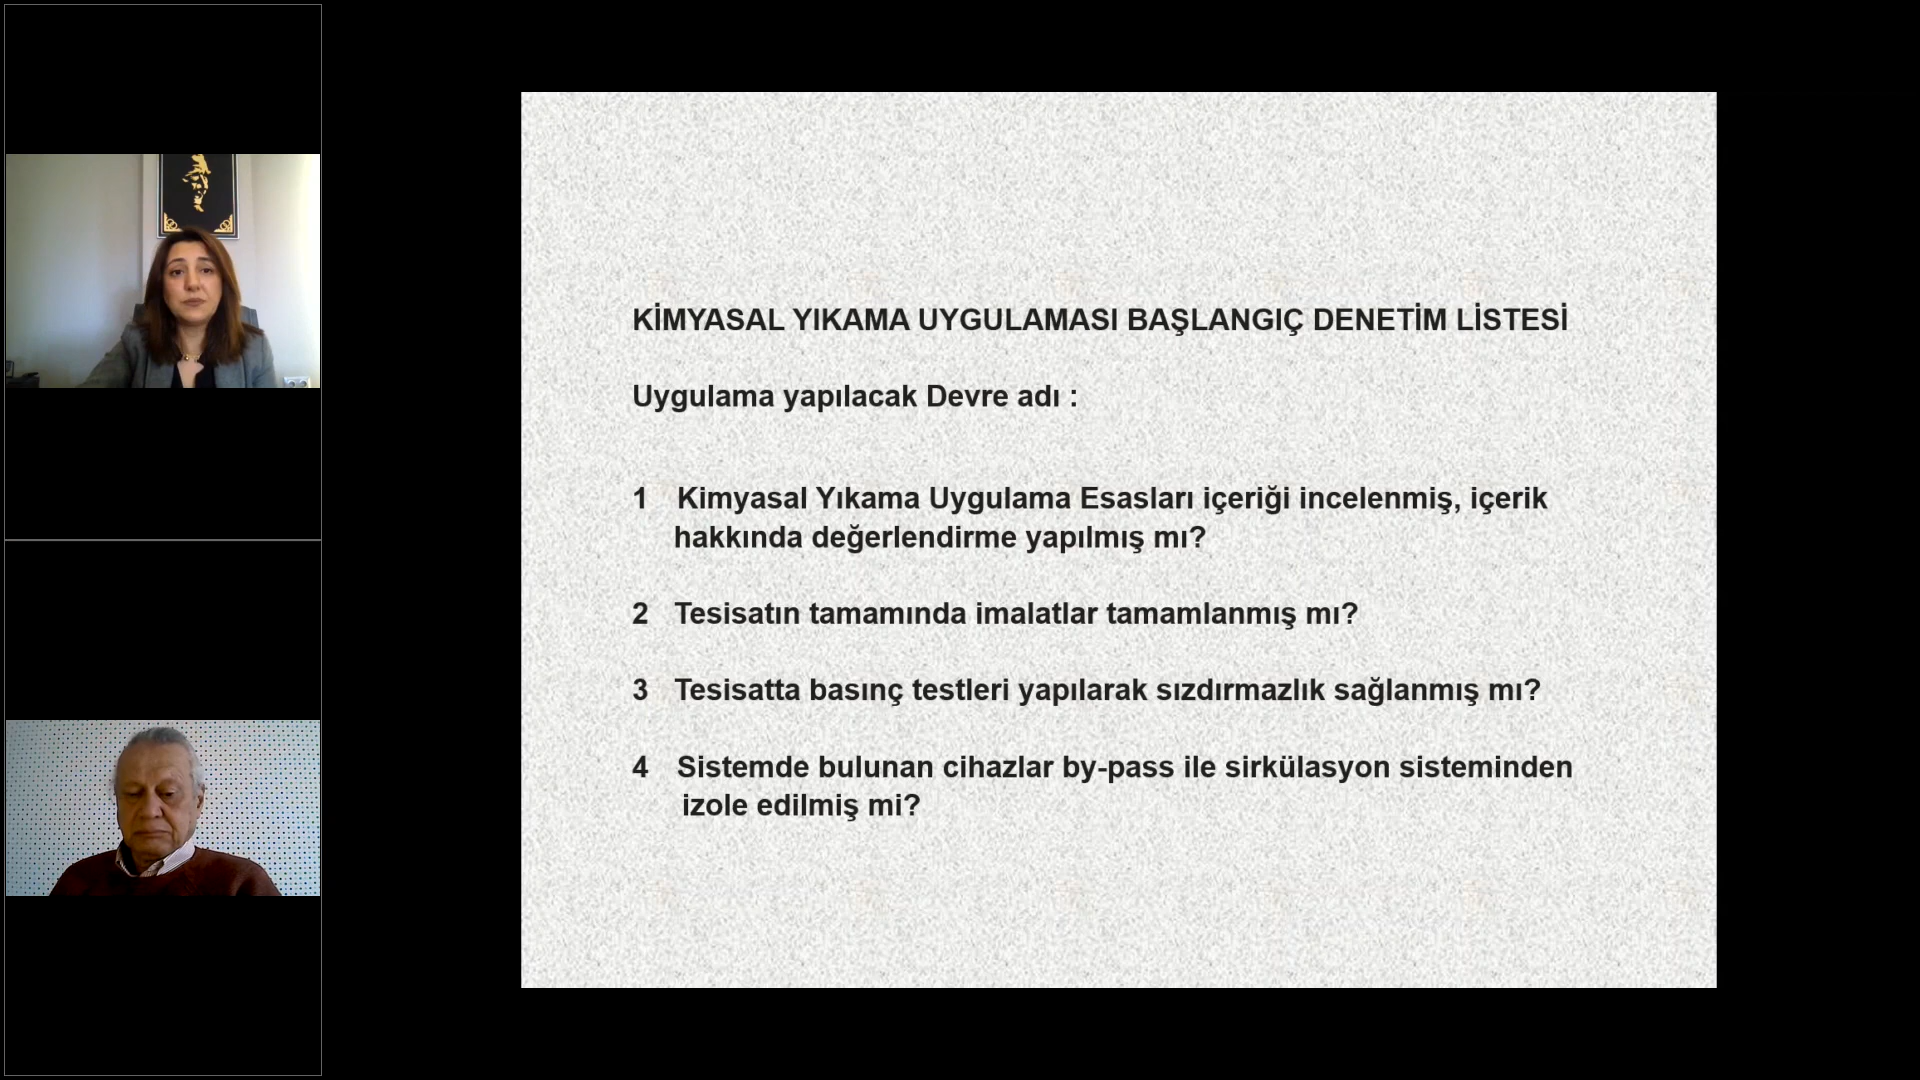 KİMYASAL YIKAMA UYGULAMASI BAŞLANGIÇ DENETİM LİSTESİ
Uygulama yapılacak Devre adı :
1 Kimyasal Yıkama Uygulama Esasları içeriği incelenmiş, içerik
hakkında değerlendirme yapılmış mı?
2 Tesisatın tamamında imalatlar tamamlanmış mı?
3 Tesisatta basınç testleri yapılarak sızdırmazlık sağlanmış mı?
4 Sistemde bulunan cihazlar by-pass ile sirkülasyon sisteminden
izole edilmiş mi?